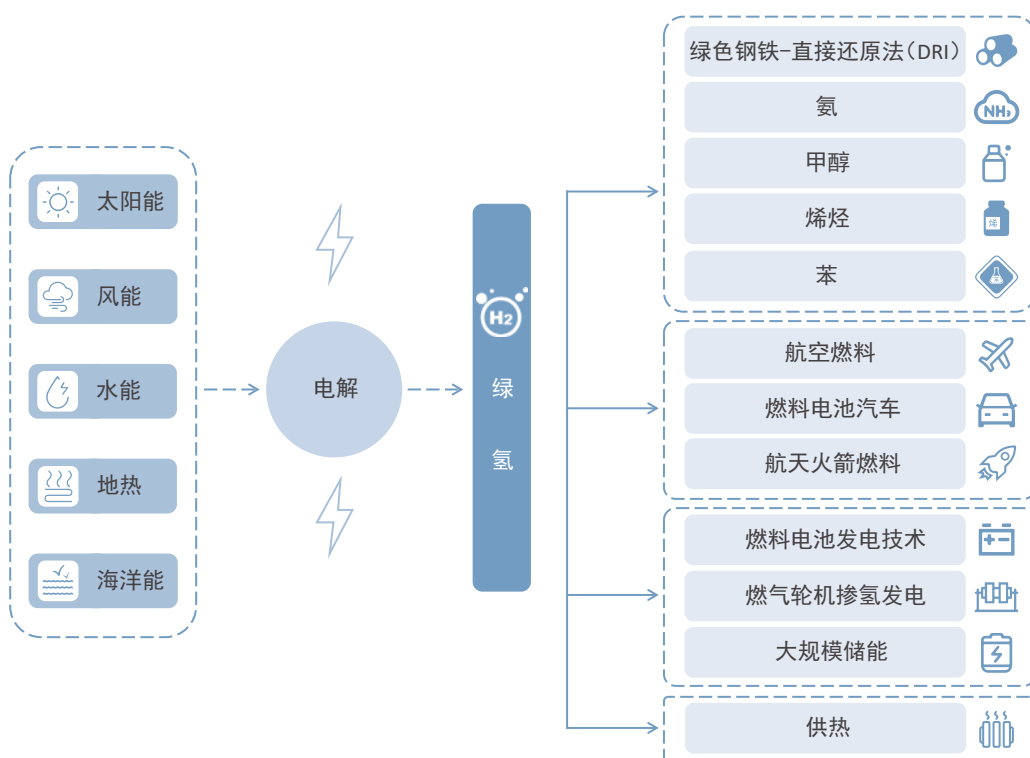 太阳能
风能
水能
地热
海洋能
电解
H2
绿
氢
绿色钢铁-直接还原法(DRI)
氨
NH₃
甲醇
烯烃
烯
苯
航空燃料
燃料电池汽车
航天火箭燃料
燃料电池发电技术
燃气轮机掺氢发电
大规模储能
供热